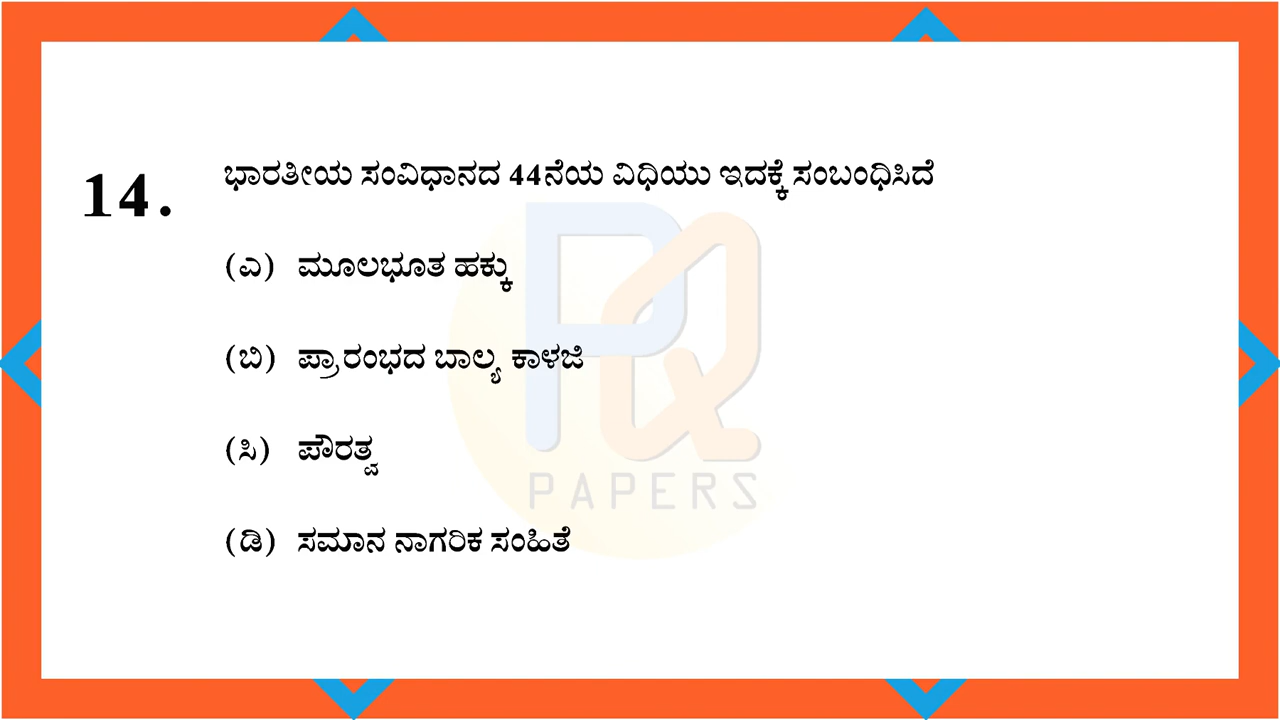 14. ಭಾರತೀಯ ಸಂವಿಧಾನದ 44ನೆಯ ವಿಧಿಯು ಇದಕ್ಕೆ ಸಂಬಂಧಿಸಿದೆ
(ಎ) ಮೂಲಭೂತ ಹಕ್ಕು
(ಬಿ) ಪ್ರಾರಂಭದ ಬಾಲ್ಯ ಕಾಳಜಿ
(ಸಿ) ಪೌರತ್ವ
PAPERS
(ಡಿ) ಸಮಾನ ನಾಗರಿಕ ಸಂಹಿತೆ